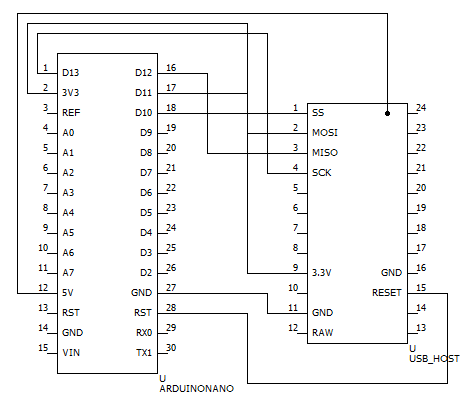 1 D13 D12 16
2 3V3 D11 17
3 REF D10 18
4 A0 D9 19
5 A1 D8 20
6 A2 D7 21
7 A3 D6 22
8 A4 D5 23
9 A5 D4 24
10 A6 D3 25
11 A7 D2 26
12 5V GND 27
13 RST RST 28
14 GND RX0 29
15 VIN TX1 30
U
ARDUINONANO
1 SS 24
2 MOSI 23
3 MISO 22
4 SCK 21
5 20
6 19
7 18
8 17
9 3.3V GND 16
10 RESET 15
11 GND 14
12 RAW 13
U
USB_HOST